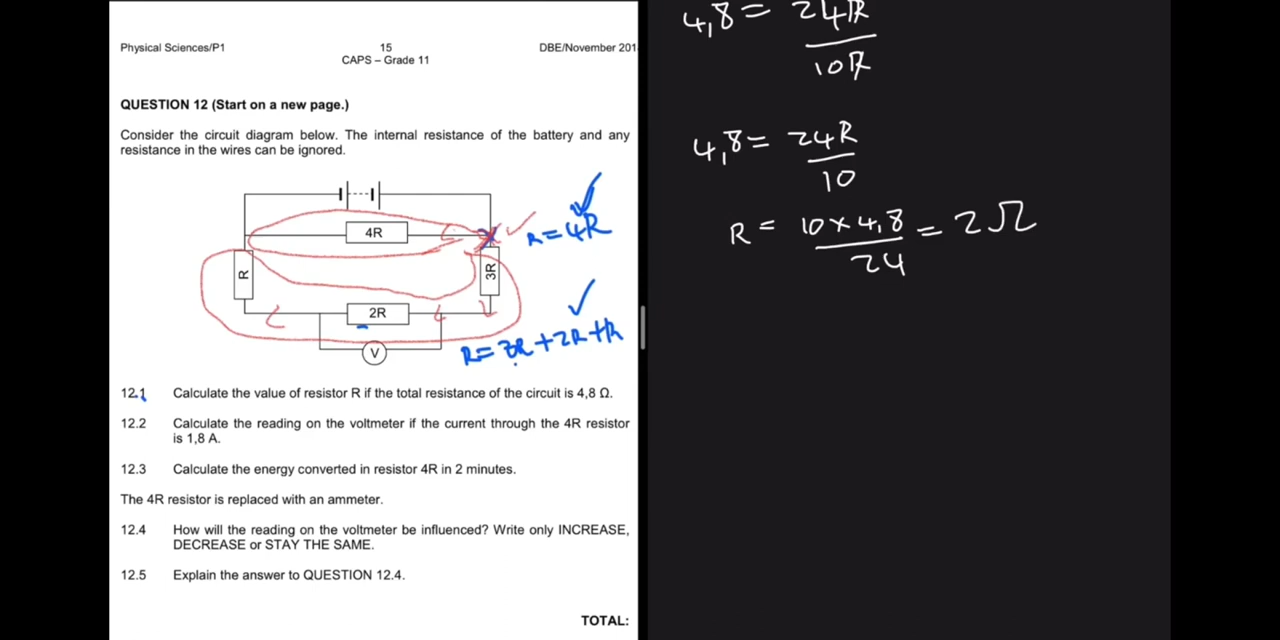 Physical Sciences/P1 15 DBE/November 201
CAPS – Grade 11
QUESTION 12 (Start on a new page.)
Consider the circuit diagram below. The internal resistance of the battery and any
resistance in the wires can be ignored.
4R
R = 4R
R
3R
2R
V
R = 3R + 2R + R
12.1 Calculate the value of resistor R if the total resistance of the circuit is 4,8 Ω.
12.2 Calculate the reading on the voltmeter if the current through the 4R resistor
is 1,8 A.
12.3 Calculate the energy converted in resistor 4R in 2 minutes.
The 4R resistor is replaced with an ammeter.
12.4 How will the reading on the voltmeter be influenced? Write only INCREASE,
DECREASE or STAY THE SAME.
12.5 Explain the answer to QUESTION 12.4.
TOTAL:
4,8 = 24R
10R
4,8 = 24R
10
R = 10 × 4,8 = 2Ω
24